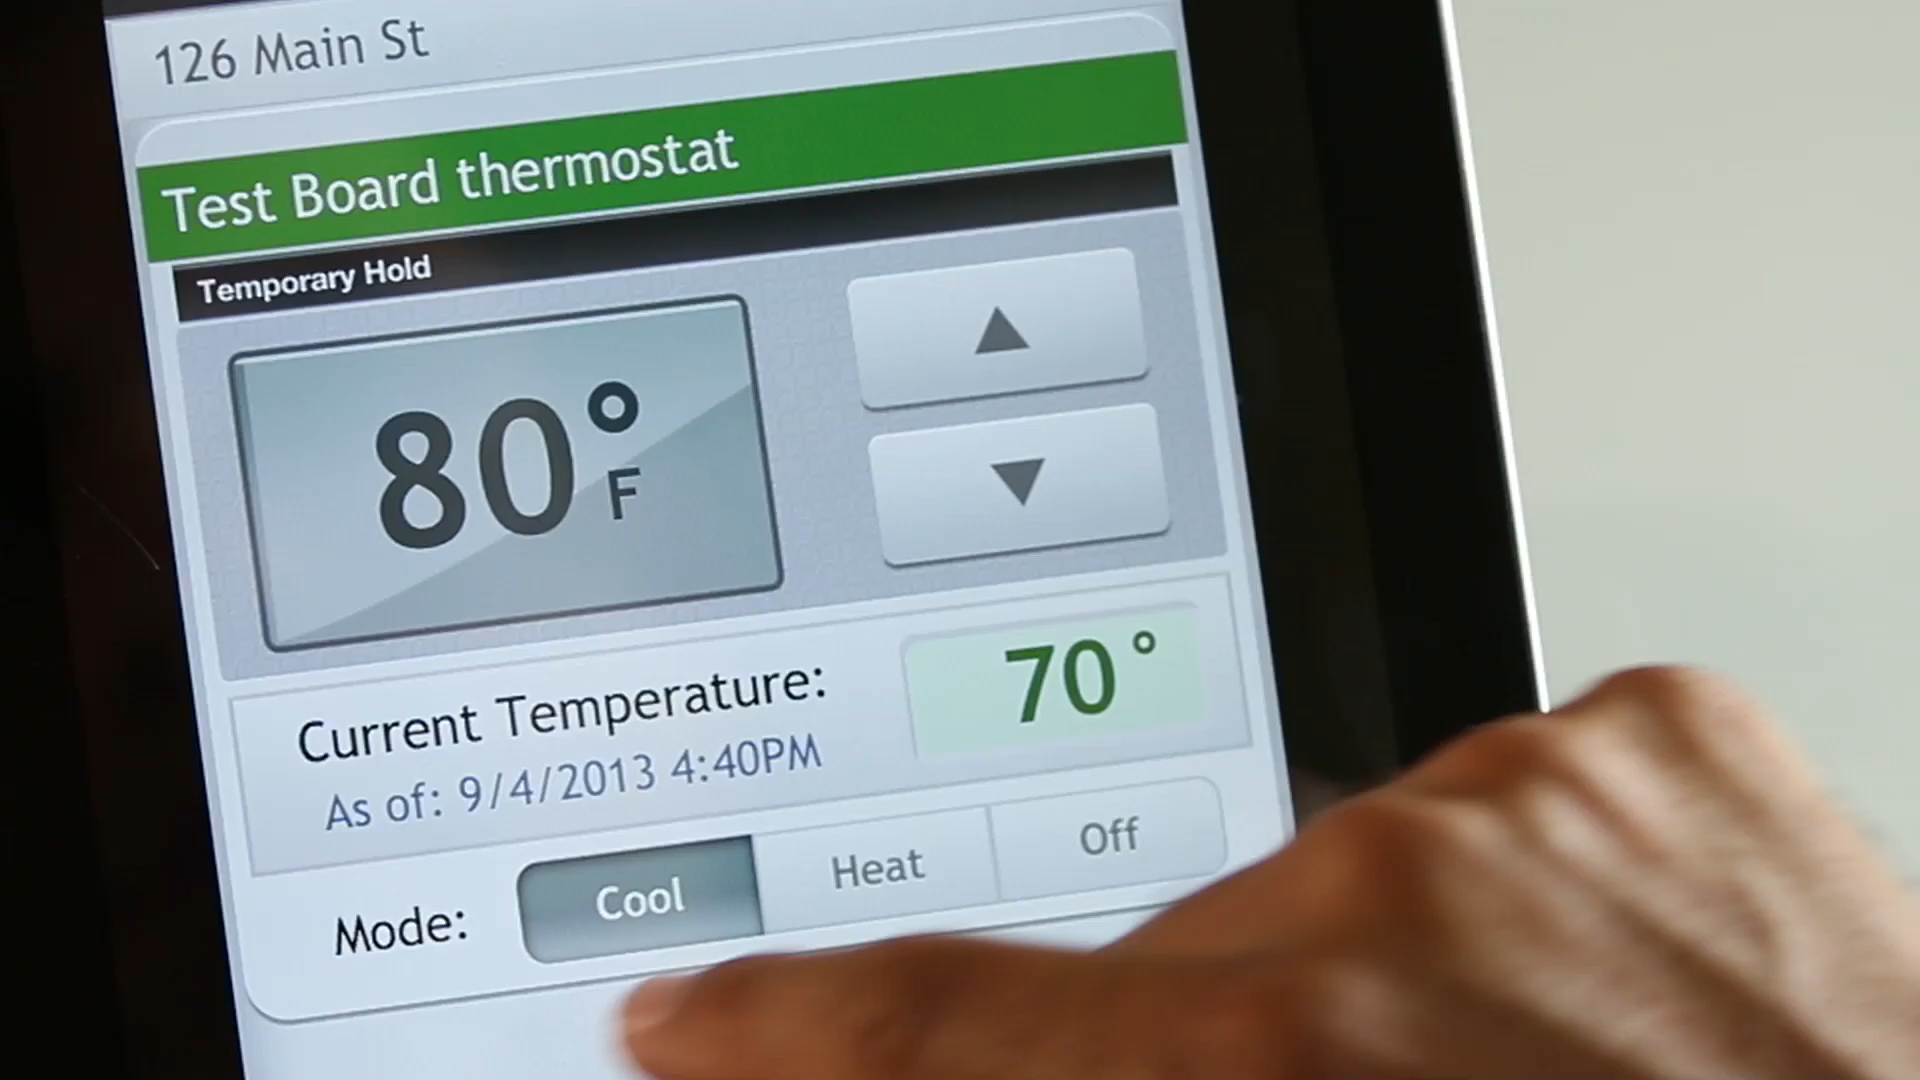 126 Main St
Test Board thermostat
Temporary Hold
80°F
Current Temperature:
70°
As of: 9/4/2013 4:40PM
Mode:
Cool
Heat
Off